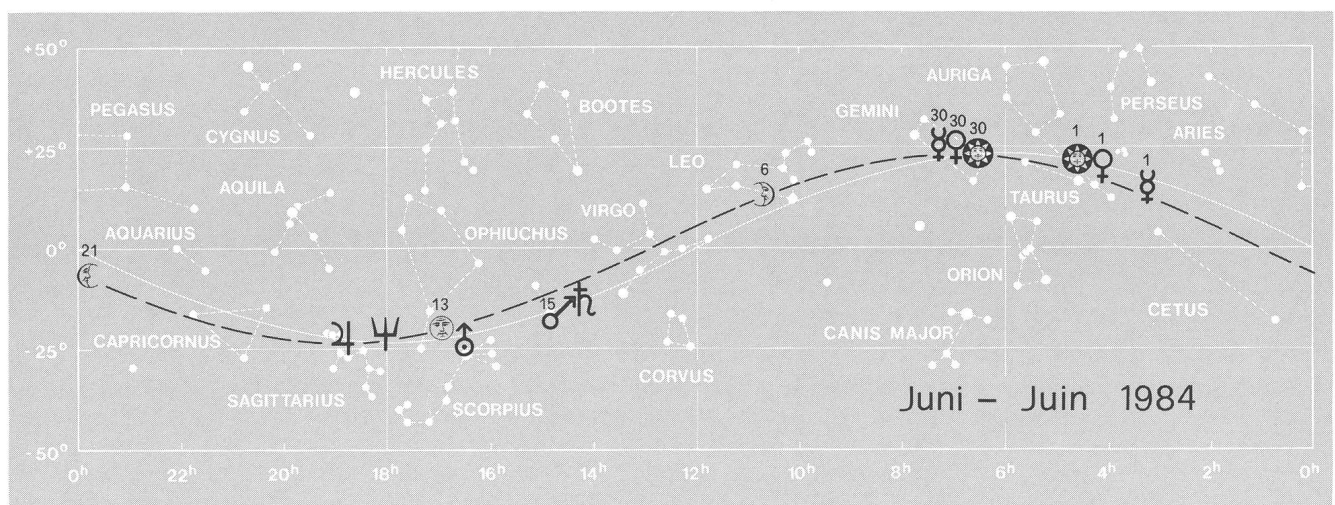 +50°
HERCULES
AURIGA
PEGASUS
BOOTES
GEMINI
PERSEUS
CYGNUS
30 30 30
1 1
ARIES
+25°
LEO
6
1
AQUILA
TAURUS
VIRGO
AQUARIUS
OPHIUCHUS
0°
21
ORION
15
13
CETUS
CAPRICORNUS
CANIS MAJOR
-25°
CORVUS
SAGITTARIUS
SCORPIUS
Juni – Juin 1984
-50°
0h 22h 20h 18h 16h 14h 12h 10h 8h 6h 4h 2h 0h